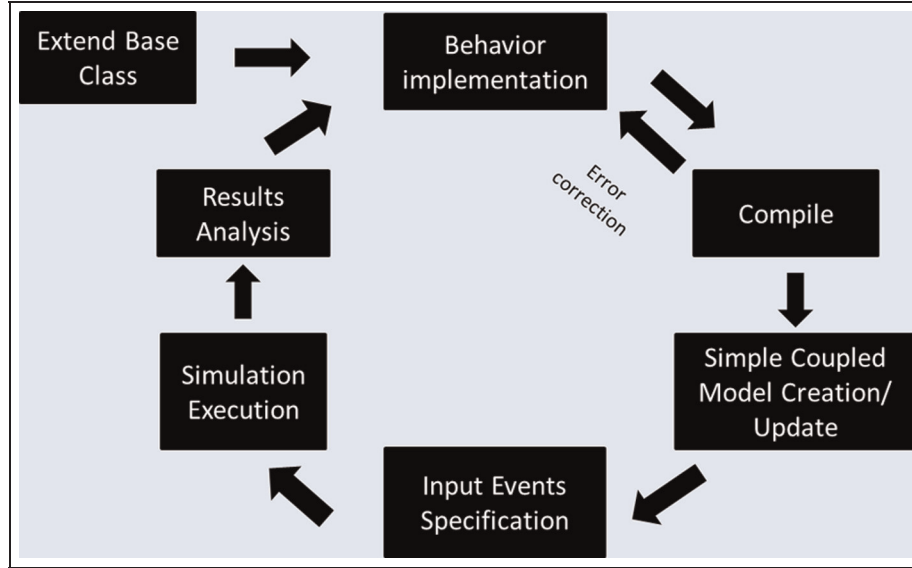 Extend Base
Class
Behavior
implementation
Error
correction
Compile
Results
Analysis
Simulation
Execution
Simple Coupled
Model Creation/
Update
Input Events
Specification